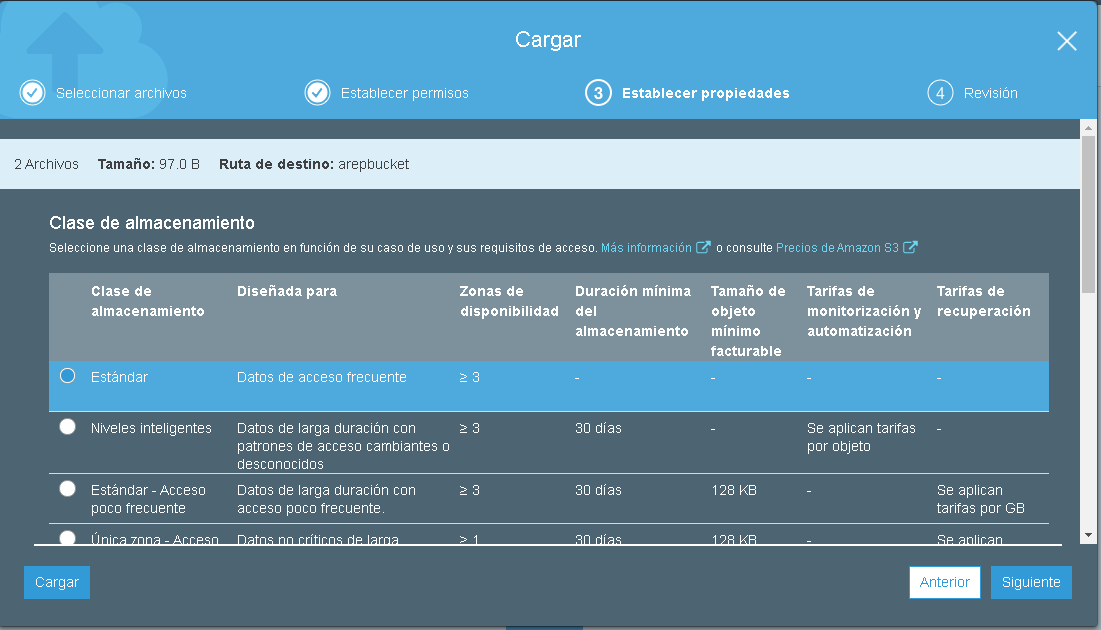 Cargar
Seleccionar archivos
Establecer permisos
3 Establecer propiedades
4 Revisión
2 Archivos Tamaño: 97.0 B Ruta de destino: arepbucket
Clase de almacenamiento
Seleccione una clase de almacenamiento en función de su caso de uso y sus requisitos de acceso. Más información o consulte Precios de Amazon S3
Clase de
almacenamiento
Diseñada para
Zonas de
disponibilidad
Duración mínima
del
almacenamiento
Tamaño de
objeto
mínimo
facturable
Tarifas de
monitorización y
automatización
Tarifas de
recuperación
Estándar
Datos de acceso frecuente
≥ 3
-
-
-
-
Niveles inteligentes
Datos de larga duración con
patrones de acceso cambiantes o
desconocidos
≥ 3
30 días
-
Se aplican tarifas
por objeto
-
Estándar - Acceso
poco frecuente
Datos de larga duración con
acceso poco frecuente.
≥ 3
30 días
128 KB
-
Se aplican
tarifas por GB
Única zona - Acceso
Datos no críticos de larga
≥ 1
30 días
128 KB
-
Se aplican
Cargar
Anterior
Siguiente